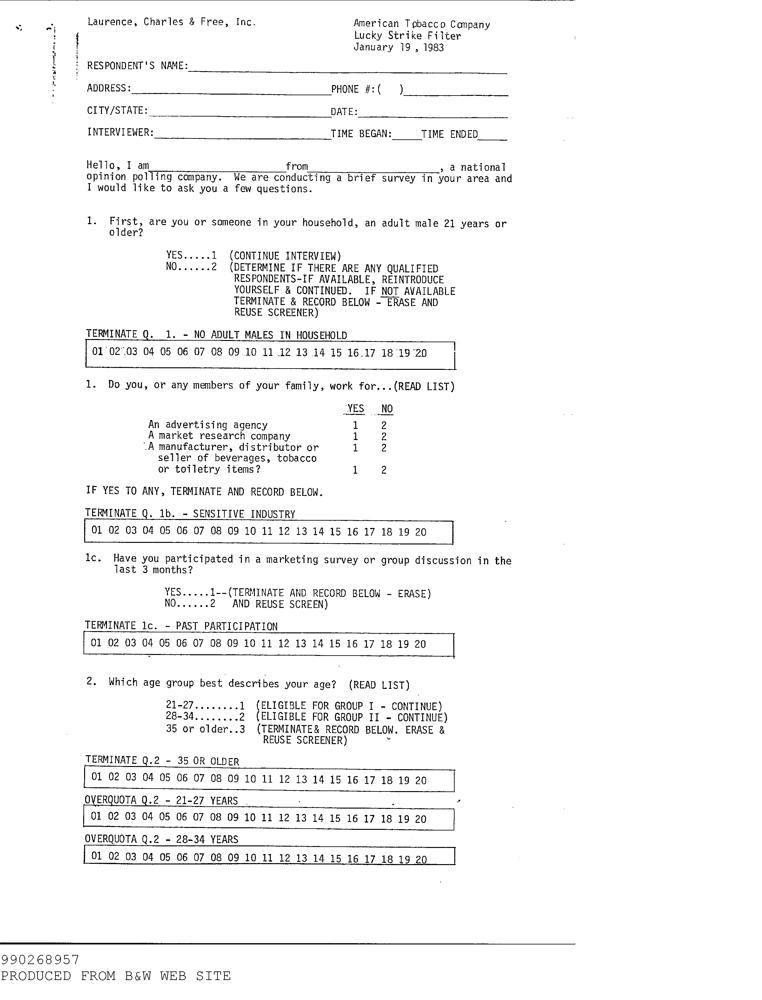 Laurence, Charles & Free, Inc.
American Tobacco Company
Lucky Strike Filter
January 19, 1983
RESPONDENT'S NAME:
ADDRESS: PHONE #:( )
CITY/STATE: DATE:
INTERVIEWER: TIME BEGAN: TIME ENDED
Hello, I am from , a national
opinion polling company. We are conducting a brief survey in your area and
I would like to ask you a few questions.
1. First, are you or someone in your household, an adult male 21 years or
older?
YES.....1 (CONTINUE INTERVIEW)
NO......2 (DETERMINE IF THERE ARE ANY QUALIFIED
RESPONDENTS-IF AVAILABLE, REINTRODUCE
YOURSELF & CONTINUED. IF NOT AVAILABLE
TERMINATE & RECORD BELOW - ERASE AND
REUSE SCREENER)
TERMINATE Q. 1. - NO ADULT MALES IN HOUSEHOLD
01 02 03 04 05 06 07 08 09 10 11 12 13 14 15 16 17 18 19 20
1. Do you, or any members of your family, work for...(READ LIST)
YES NO
An advertising agency 1 2
A market research company 1 2
A manufacturer, distributor or 1 2
seller of beverages, tobacco
or toiletry items? 1 2
IF YES TO ANY, TERMINATE AND RECORD BELOW.
TERMINATE Q. 1b. - SENSITIVE INDUSTRY
01 02 03 04 05 06 07 08 09 10 11 12 13 14 15 16 17 18 19 20
1c. Have you participated in a marketing survey or group discussion in the
last 3 months?
YES.....1--(TERMINATE AND RECORD BELOW - ERASE)
NO......2 AND REUSE SCREEN)
TERMINATE 1c. - PAST PARTICIPATION
01 02 03 04 05 06 07 08 09 10 11 12 13 14 15 16 17 18 19 20
2. Which age group best describes your age? (READ LIST)
21-27........1 (ELIGIBLE FOR GROUP I - CONTINUE)
28-34........2 (ELIGIBLE FOR GROUP II - CONTINUE)
35 or older..3 (TERMINATE& RECORD BELOW. ERASE &
REUSE SCREENER)
TERMINATE Q.2 - 35 OR OLDER
01 02 03 04 05 06 07 08 09 10 11 12 13 14 15 16 17 18 19 20
OVERQUOTA Q.2 - 21-27 YEARS
01 02 03 04 05 06 07 08 09 10 11 12 13 14 15 16 17 18 19 20
OVERQUOTA Q.2 - 28-34 YEARS
01 02 03 04 05 06 07 08 09 10 11 12 13 14 15 16 17 18 19 20
990268957
PRODUCED FROM B&W WEB SITE